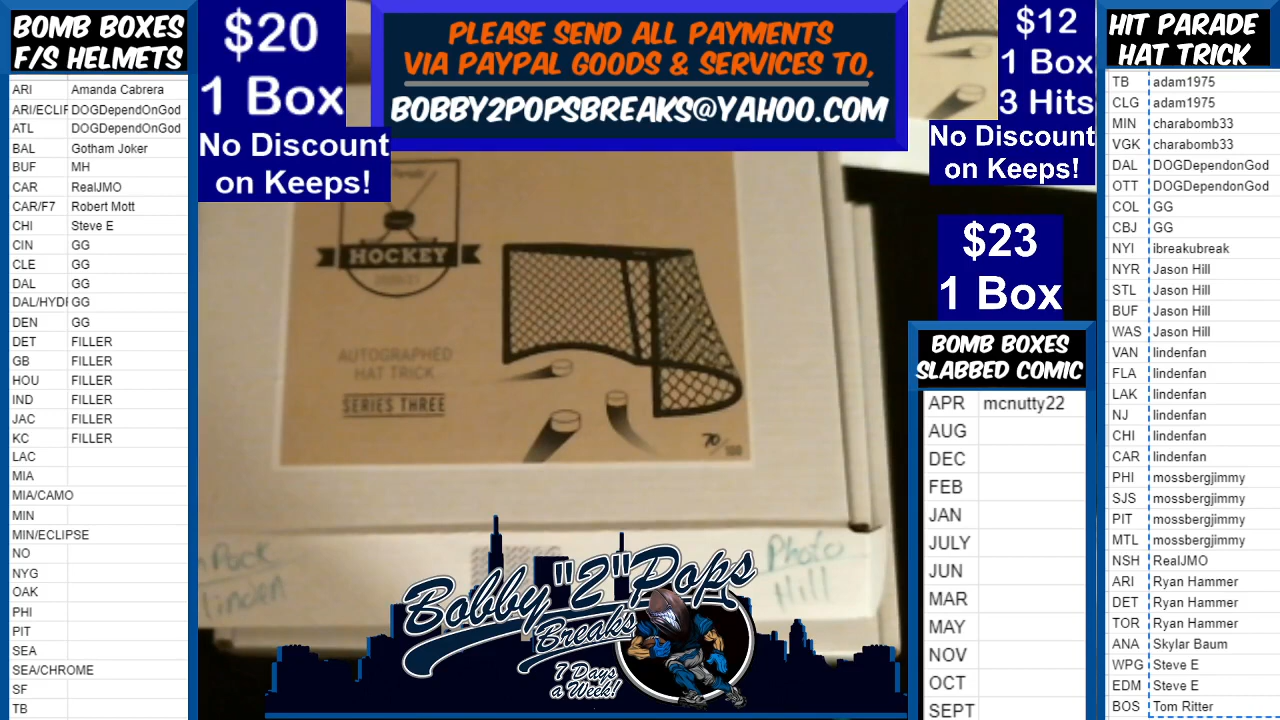 BOMB BOXES
F/S HELMETS
ARI Amanda Cabrera
ARI/ECLIF DOGDependOnGod
ATL DOGDependOnGod
BAL Gotham Joker
BUF MH
CAR RealJMO
CAR/F7 Robert Mott
CHI Steve E
CIN GG
CLE GG
DAL GG
DAL/HYDI GG
DEN GG
DET FILLER
GB FILLER
HOU FILLER
IND FILLER
JAC FILLER
KC FILLER
LAC
MIA
MIA/CAMO
MIN
MIN/ECLIPSE
NO
NYG
OAK
PHI
PIT
SEA
SEA/CHROME
SF
TB
$20
1 Box
No Discount
on Keeps!
PLEASE SEND ALL PAYMENTS
VIA PAYPAL GOODS & SERVICES TO,
BOBBY2POPSBREAKS@YAHOO.COM
HOCKEY
AUTOGRAPHED
HAT TRICK
SERIES THREE
70/100
Photo
Hill
Bobby "2" Pops
Breaks
7 Days
a Week!
$12
1 Box
3 Hits
No Discount
on Keeps!
$23
1 Box
BOMB BOXES
SLABBED COMIC
APR mcnutty22
AUG
DEC
FEB
JAN
JULY
JUN
MAR
MAY
NOV
OCT
SEPT
HIT PARADE
HAT TRICK
TB adam1975
CLG adam1975
MIN charabomb33
VGK charabomb33
DAL DOGDependonGod
OTT DOGDependonGod
COL GG
CBJ GG
NYI ibreakubreak
NYR Jason Hill
STL Jason Hill
BUF Jason Hill
WAS Jason Hill
VAN lindenfan
FLA lindenfan
LAK lindenfan
NJ lindenfan
CHI lindenfan
CAR lindenfan
PHI mossbergjimmy
SJS mossbergjimmy
PIT mossbergjimmy
MTL mossbergjimmy
NSH RealJMO
ARI Ryan Hammer
DET Ryan Hammer
TOR Ryan Hammer
ANA Skylar Baum
WPG Steve E
EDM Steve E
BOS Tom Ritter